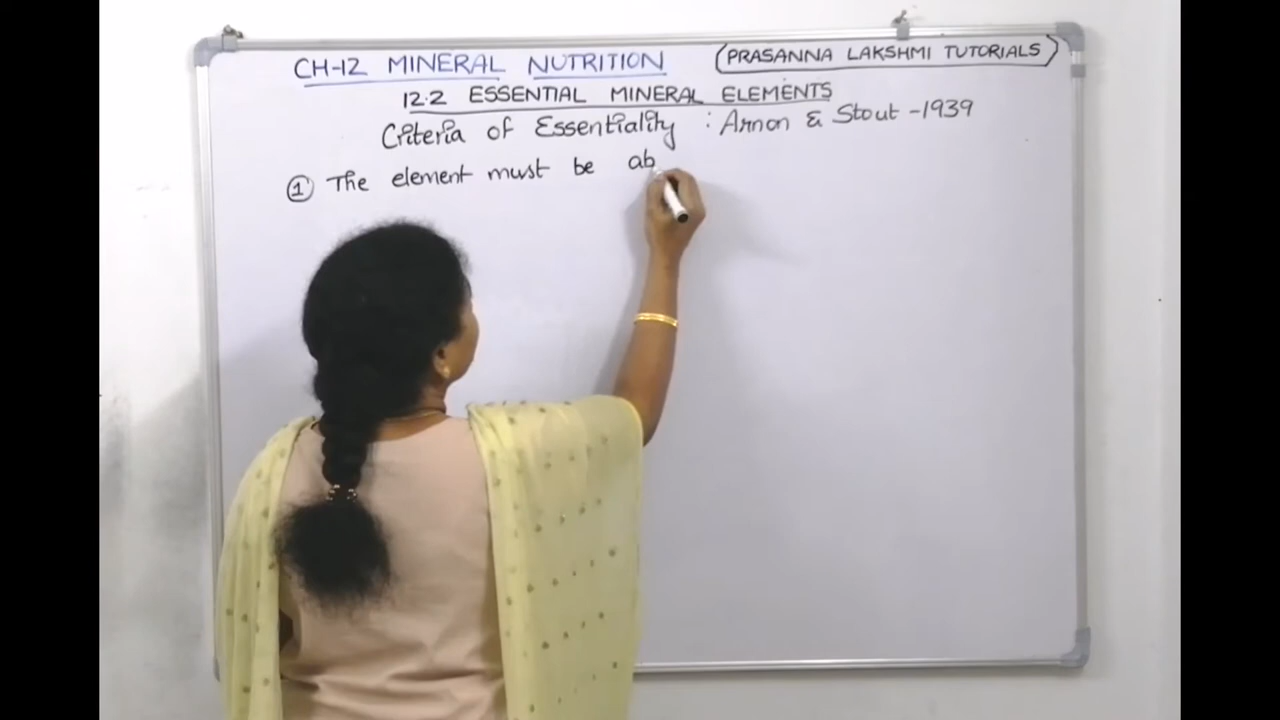 CH-12 MINERAL NUTRITION (PRASANNA LAKSHMI TUTORIALS)
12.2 ESSENTIAL MINERAL ELEMENTS
Criteria of Essentiality : Arnon & Stout -1939
① The element must be ab